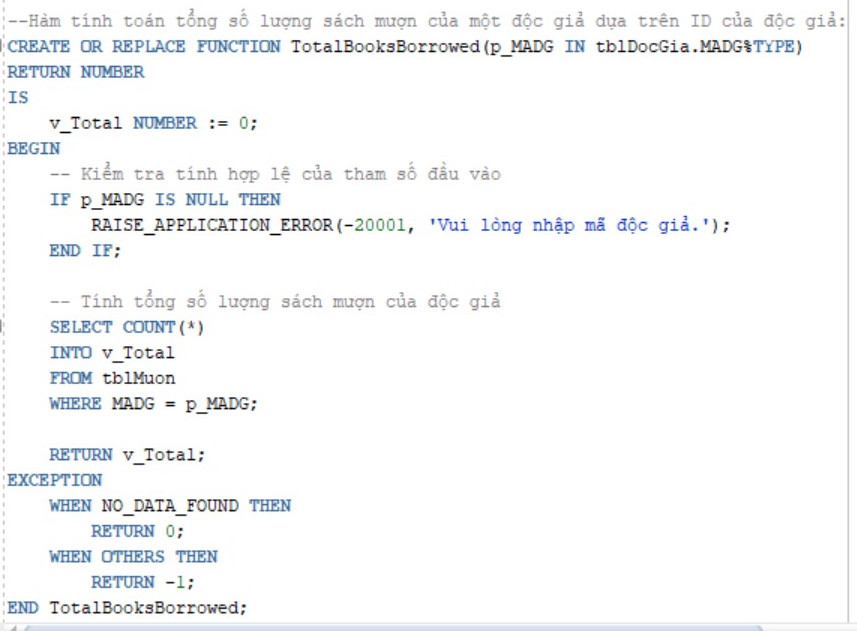 --Hàm tính toán tổng số lượng sách mượn của một độc giả dựa trên ID của độc giả:
CREATE OR REPLACE FUNCTION TotalBooksBorrowed(p_MADG IN tblDocGia.MADG%TYPE)
RETURN NUMBER
IS
    v_Total NUMBER := 0;
BEGIN
    -- Kiểm tra tính hợp lệ của tham số đầu vào
    IF p_MADG IS NULL THEN
        RAISE_APPLICATION_ERROR(-20001, 'Vui lòng nhập mã độc giả.');
    END IF;

    -- Tính tổng số lượng sách mượn của độc giả
    SELECT COUNT(*)
    INTO v_Total
    FROM tblMuon
    WHERE MADG = p_MADG;

    RETURN v_Total;
EXCEPTION
    WHEN NO_DATA_FOUND THEN
        RETURN 0;
    WHEN OTHERS THEN
        RETURN -1;
END TotalBooksBorrowed;